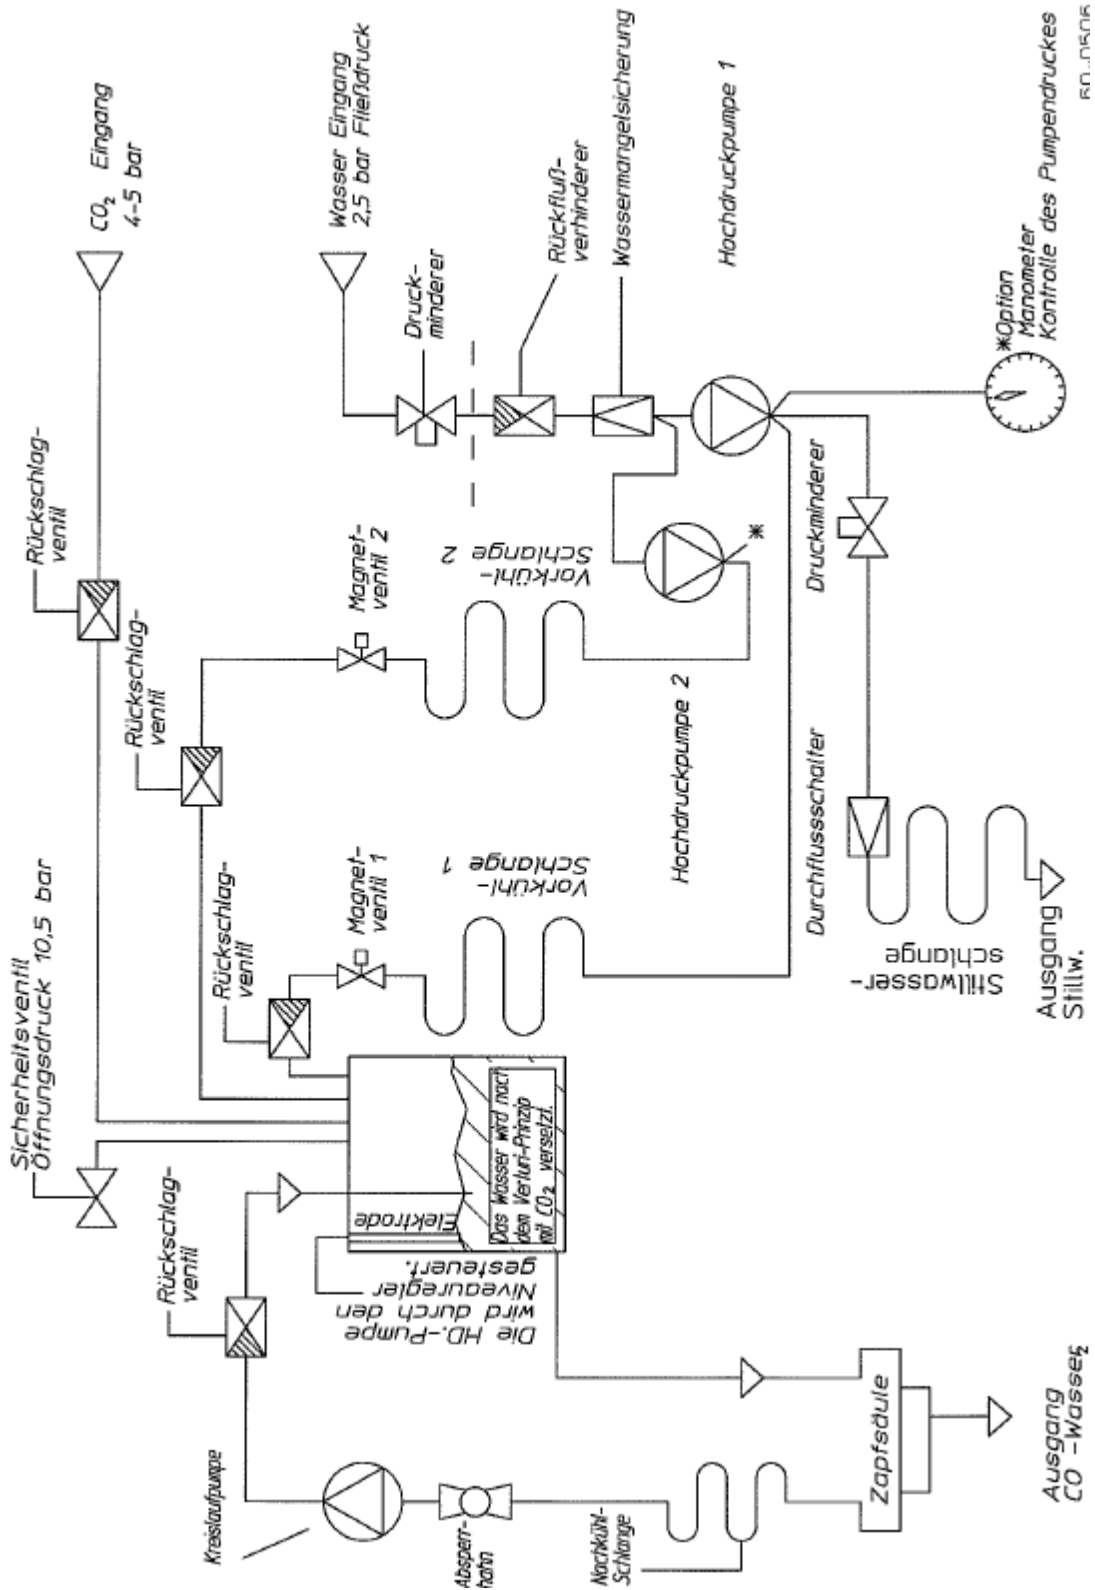 CO₂ Eingang
4-5 bar
Wasser Eingang
2,5 bar Fließdruck
Rückschlag-
ventil
Druck-
minderer
Rückfluß-
verhinderer
Wassermangelsicherung
Hochdruckpumpe 1
✳Option
Manometer
Kontrolle des Pumpendruckes
Rückschlag-
ventil
Magnet-
ventil 2
Vorkühl-
Schlange 2
✳
Druckminderer
Hochdruckpumpe 2
Sicherheitsventil
Öffnungsdruck 10,5 bar
Rückschlag-
ventil
Magnet-
ventil 1
Vorkühl-
Schlange 1
Durchflussschalter
Stillwasser-
schlange
Ausgang
Stillw.
Rückschlag-
ventil
Elektrode
Das Wasser wird nach
dem Verturi-Prinzip
mit CO₂ versetzt.
Die HD.-Pumpe
wird durch den
Niveauregler
gesteuert.
Kreislaufpumpe
Absperr-
hahn
Nachkühl-
Schlange
Zapfsäule
Ausgang
CO -Wasser₂